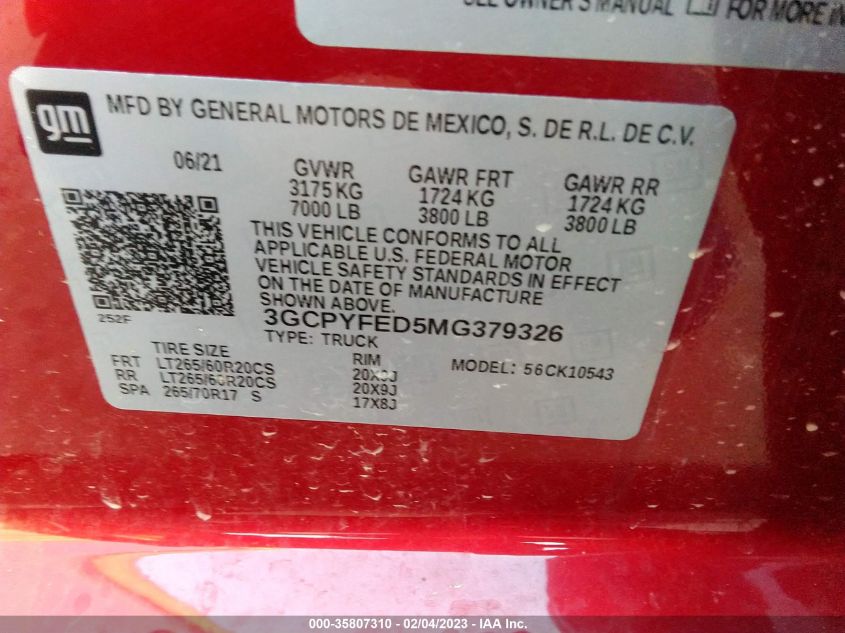 SEE OWNER'S MANUAL FOR MORE
gm
MFD BY GENERAL MOTORS DE MEXICO, S. DE R.L. DE C.V.
06/21 GVWR GAWR FRT GAWR RR
3175 KG 1724 KG 1724 KG
7000 LB 3800 LB 3800 LB
THIS VEHICLE CONFORMS TO ALL
APPLICABLE U.S. FEDERAL MOTOR
VEHICLE SAFETY STANDARDS IN EFFECT
ON THE DATE OF MANUFACTURE
SHOWN ABOVE.
252F
3GCPYFED5MG379326
TYPE: TRUCK
TIRE SIZE RIM MODEL: 56CK10543
FRT LT265/60R20CS 20X9J
RR LT265/60R20CS 20X9J
SPA 265/70R17 S 17X8J
000-35807310 - 02/04/2023 - IAA Inc.